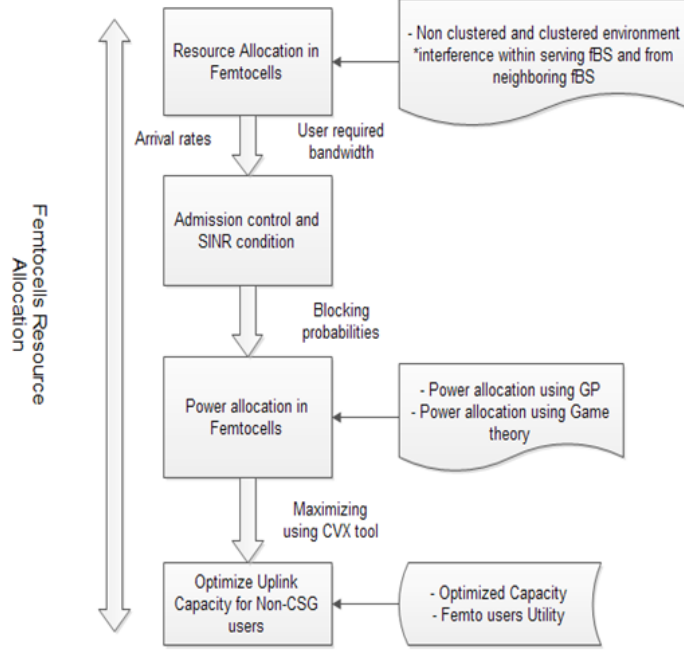 Resource Allocation in
Femtocells
- Non clustered and clustered environment
*interference within serving fBS and from
neighboring fBS
Arrival rates
User required
bandwidth
Admission control and
SINR condition
Blocking
probabilities
Femtocells Resource
Allocation
Power allocation in
Femtocells
- Power allocation using GP
- Power allocation using Game
theory
Maximizing
using CVX tool
Optimize Uplink
Capacity for Non-CSG
users
- Optimized Capacity
- Femto users Utility